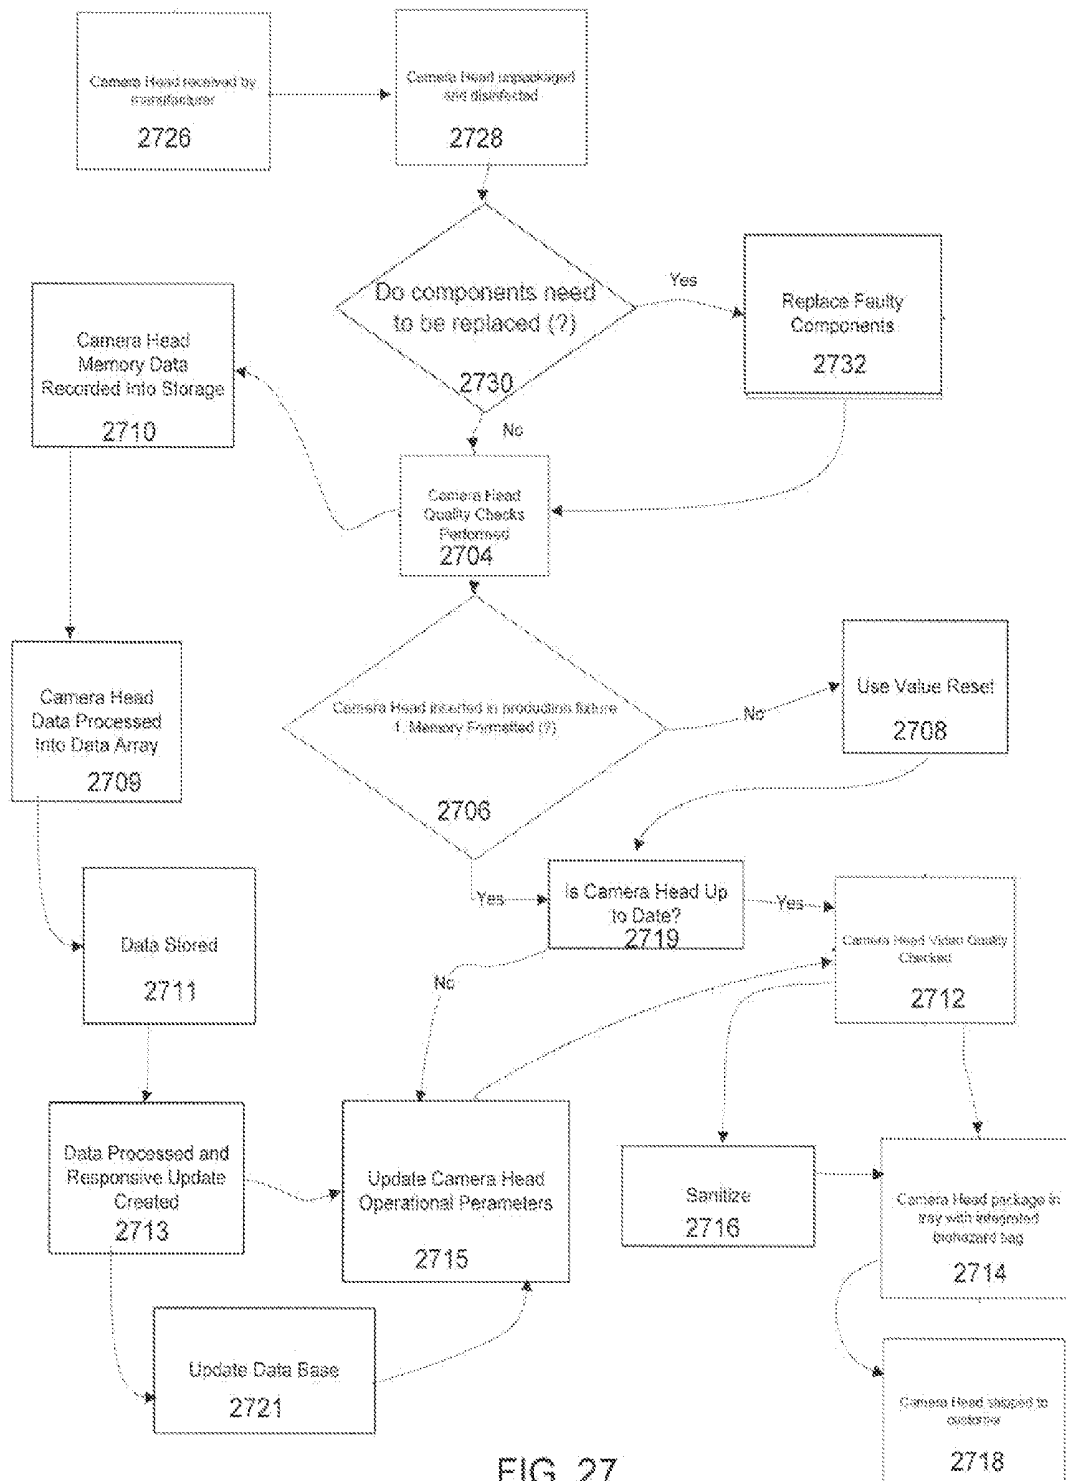 Camera Head received by
manufacturer
2726
Camera Head unpackaged
and disinfected
2728
Do components need
to be replaced (?)
2730
Yes
No
Replace Faulty
Components
2732
Camera Head
Memory Data
Recorded Into Storage
2710
Camera Head
Quality Checks
Performed
2704
Camera Head
Data Processed
Into Data Array
2709
Camera Head inserted in production fixture
1. Memory Formatted (?)
2706
No
Yes
Use Value Reset
2708
Is Camera Head Up
to Date?
2719
Yes
No
Camera Head Video Quality
Checked
2712
Data Stored
2711
Data Processed and
Responsive Update
Created
2713
Update Camera Head
Operational Perameters
2715
Sanitize
2716
Camera Head package in
tray with integrated
biohazard bag
2714
Update Data Base
2721
Camera Head shipped to
customer
2718
FIG. 27